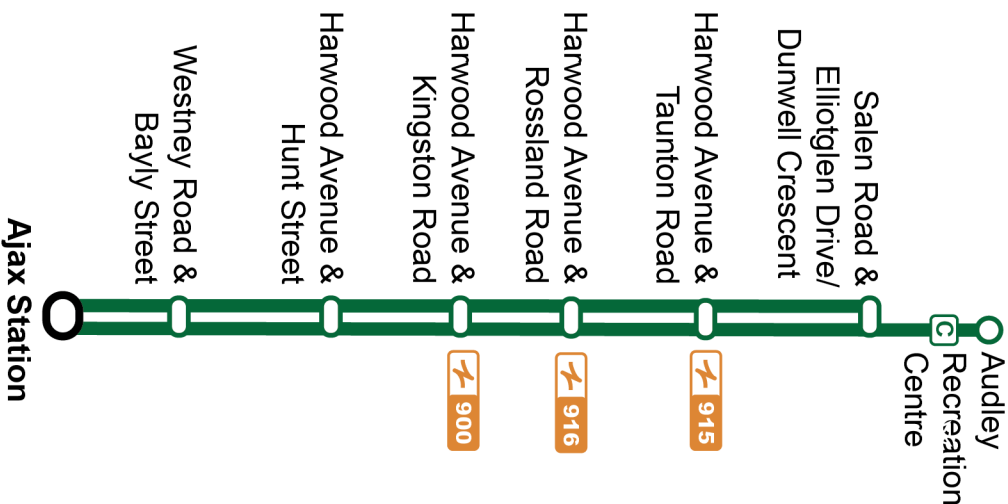 Audley
Recreation
Centre
C
Salen Road &
Elliotglen Drive/
Dunwell Crescent
Harwood Avenue &
Taunton Road
915
Harwood Avenue &
Rossland Road
916
Harwood Avenue &
Kingston Road
900
Harwood Avenue &
Hunt Street
Westney Road &
Bayly Street
Ajax Station